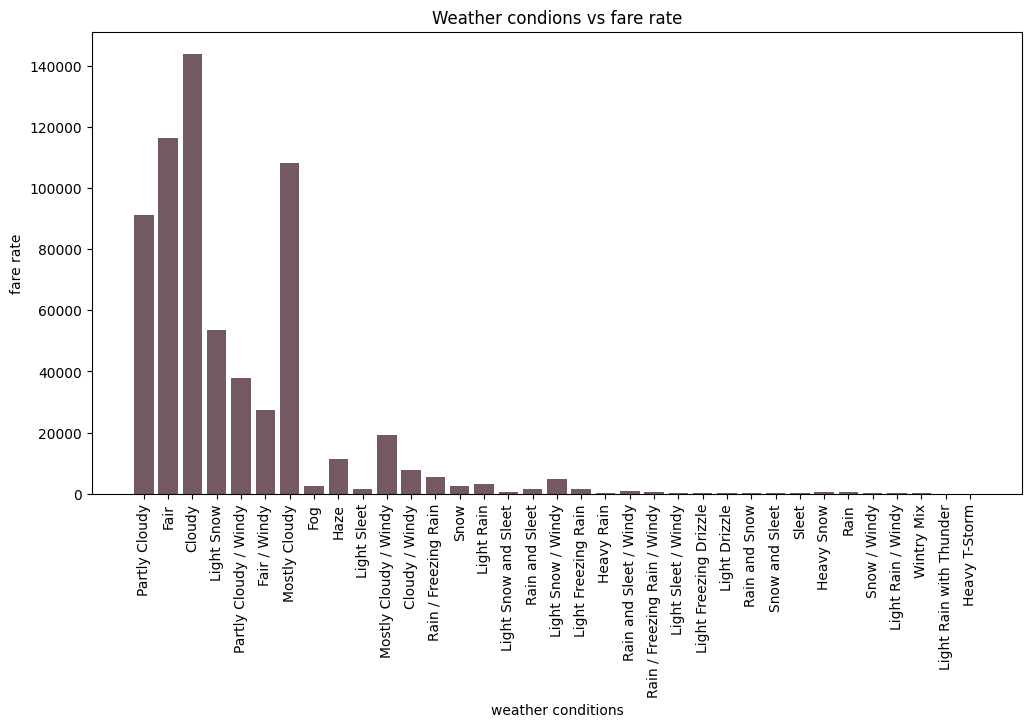 Weather condions vs fare rate
fare rate
140000
120000
100000
80000
60000
40000
20000
0
Partly Cloudy
Fair
Cloudy
Light Snow
Partly Cloudy / Windy
Fair / Windy
Mostly Cloudy
Fog
Haze
Light Sleet
Mostly Cloudy / Windy
Cloudy / Windy
Rain / Freezing Rain
Snow
Light Rain
Light Snow and Sleet
Rain and Sleet
Light Snow / Windy
Light Freezing Rain
Heavy Rain
Rain and Sleet / Windy
Rain / Freezing Rain / Windy
Light Sleet / Windy
Light Freezing Drizzle
Light Drizzle
Rain and Snow
Snow and Sleet
Sleet
Heavy Snow
Rain
Snow / Windy
Light Rain / Windy
Wintry Mix
Light Rain with Thunder
Heavy T-Storm
weather conditions